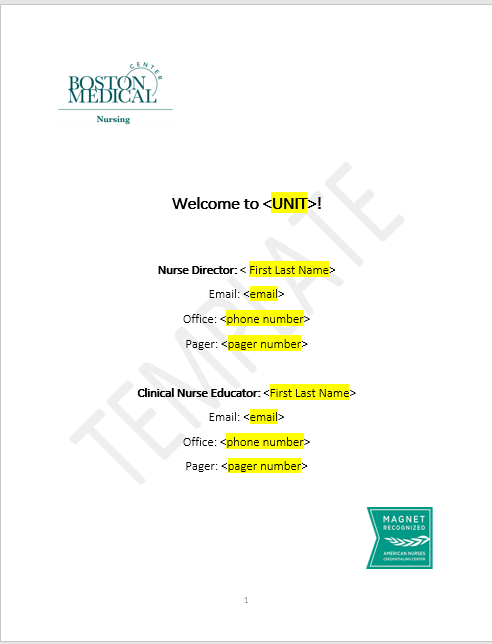 CENTER
BOSTON
MEDICAL
Nursing
Welcome to <UNIT>!
Nurse Director: < First Last Name>
Email: <email>
Office: <phone number>
Pager: <pager number>
TEMPLATE
Clinical Nurse Educator: <First Last Name>
Email: <email>
Office: <phone number>
Pager: <pager number>
MAGNET
RECOGNIZED
AMERICAN NURSES
CREDENTIALING CENTER
1